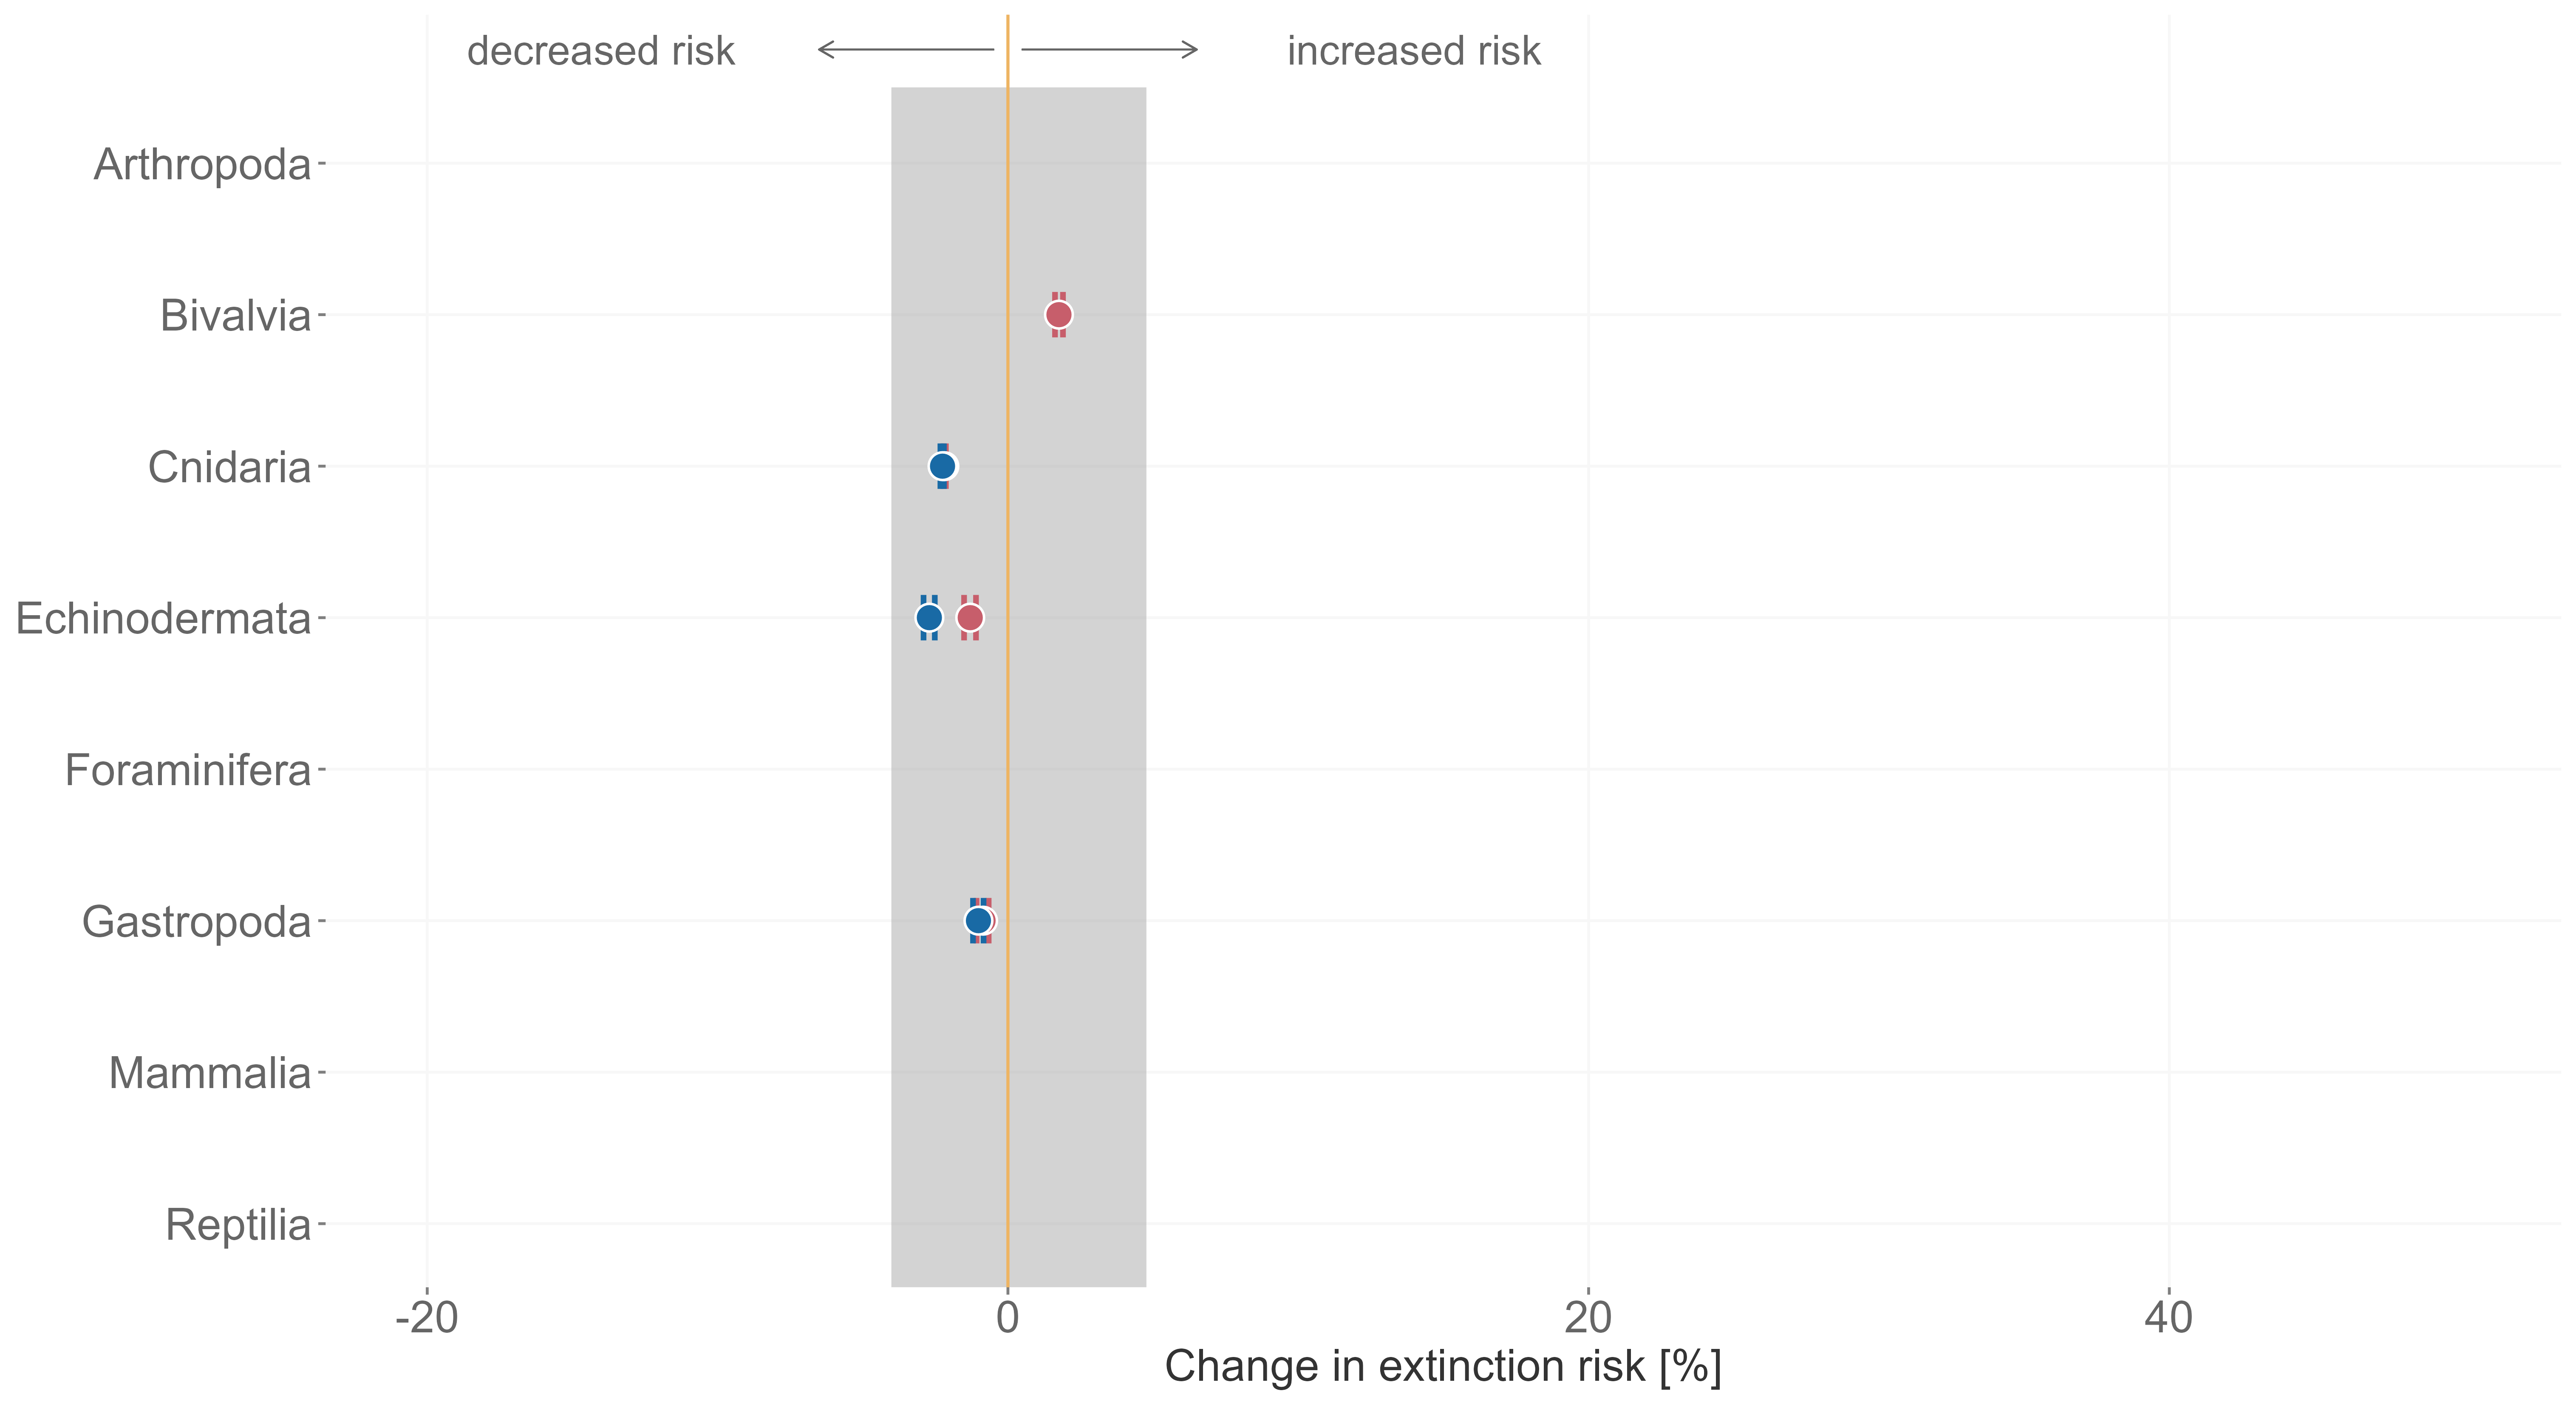 decreased risk
increased risk
Arthropoda
Bivalvia
Cnidaria
Echinodermata
Foraminifera
Gastropoda
Mammalia
Reptilia
-20
0
20
40
Change in extinction risk [%]